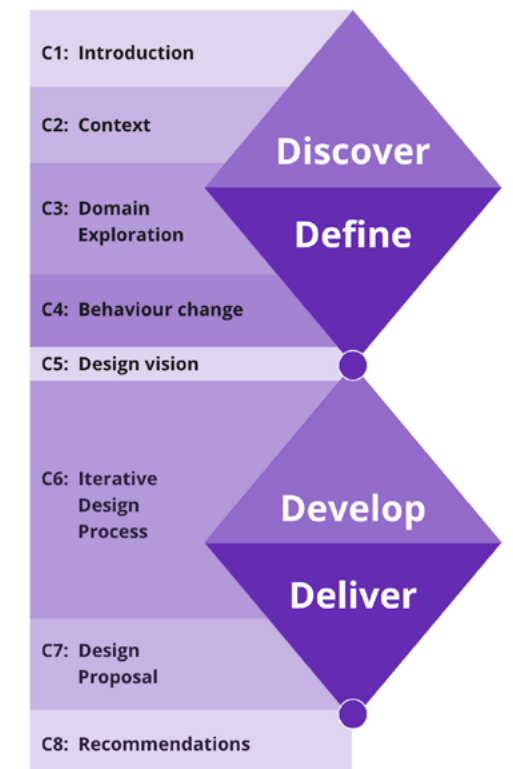 C1: Introduction
C2: Context
Discover
C3: Domain
Exploration
Define
C4: Behaviour change
C5: Design vision
C6: Iterative
Design
Process
Develop
Deliver
C7: Design
Proposal
C8: Recommendations